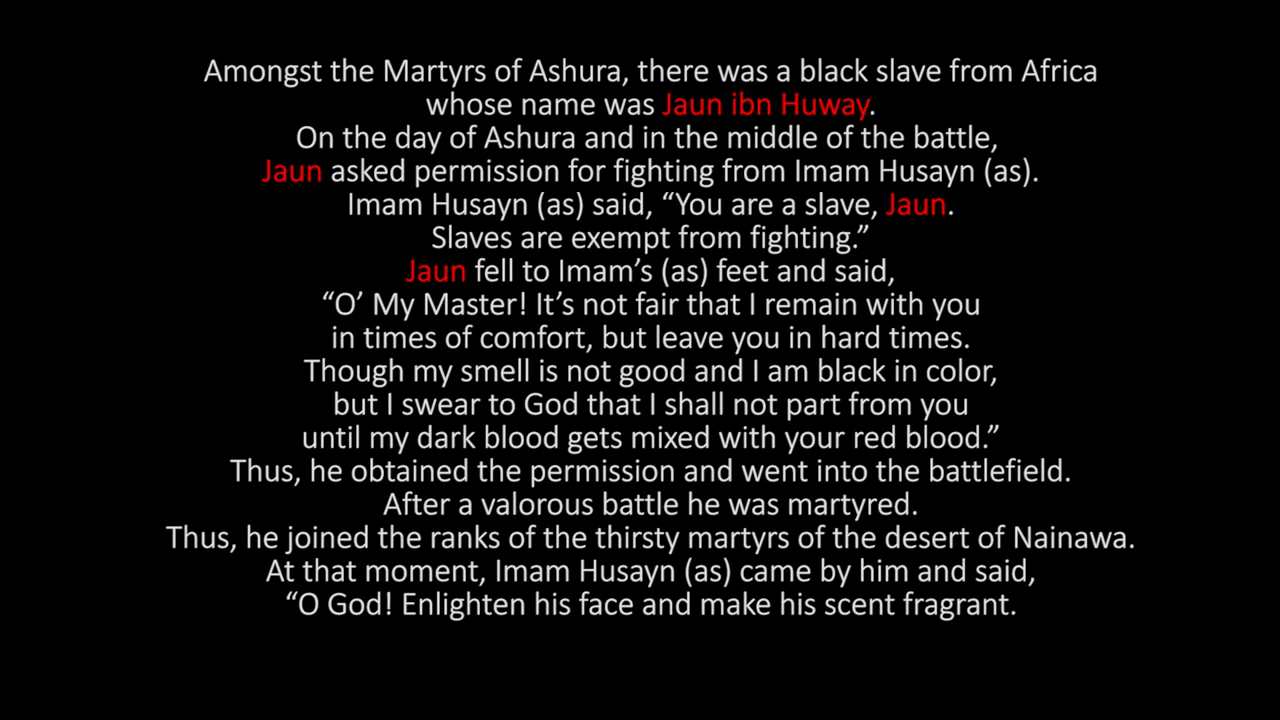 Amongst the Martyrs of Ashura, there was a black slave from Africa
whose name was Jaun ibn Huway.
On the day of Ashura and in the middle of the battle,
Jaun asked permission for fighting from Imam Husayn (as).
Imam Husayn (as) said, “You are a slave, Jaun.
Slaves are exempt from fighting.”
Jaun fell to Imam’s (as) feet and said,
“O’ My Master! It’s not fair that I remain with you
in times of comfort, but leave you in hard times.
Though my smell is not good and I am black in color,
but I swear to God that I shall not part from you
until my dark blood gets mixed with your red blood.”
Thus, he obtained the permission and went into the battlefield.
After a valorous battle he was martyred.
Thus, he joined the ranks of the thirsty martyrs of the desert of Nainawa.
At that moment, Imam Husayn (as) came by him and said,
“O God! Enlighten his face and make his scent fragrant.